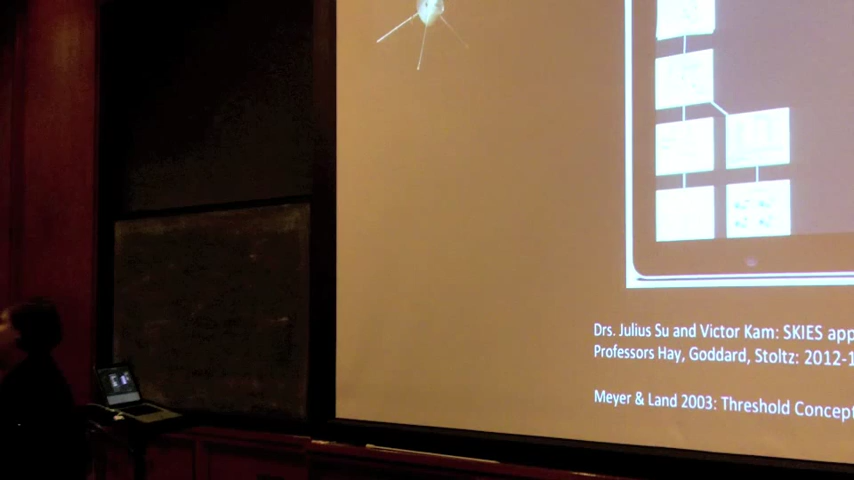 Drs. Julius Su and Victor Kam: SKIES app
Professors Hay, Goddard, Stoltz: 2012-1
Meyer & Land 2003: Threshold Concept